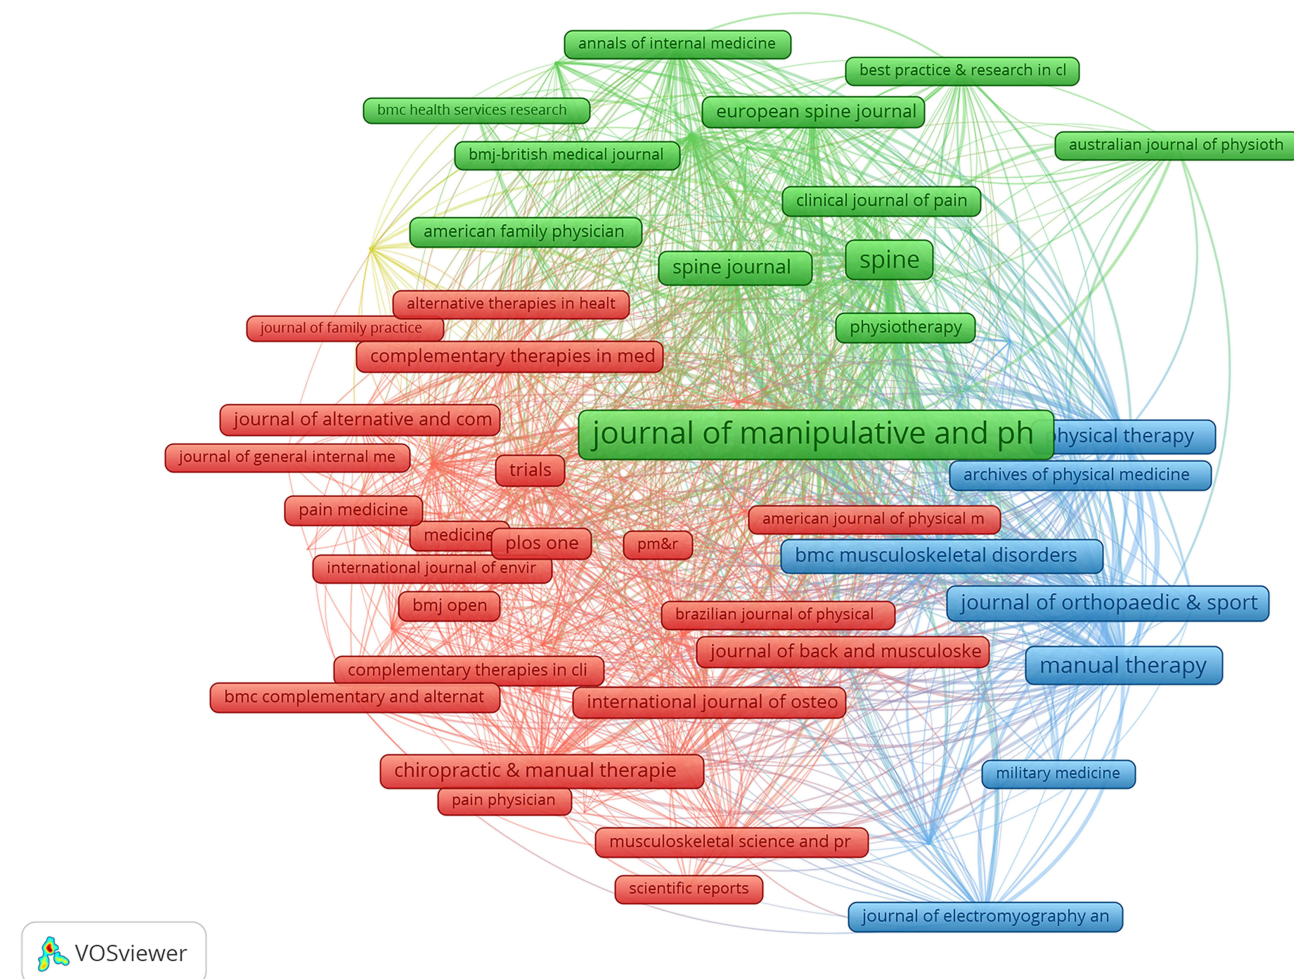 annals of internal medicine
best practice & research in cl
bmc health services research
european spine journal
australian journal of physioth
bmj-british medical journal
clinical journal of pain
american family physician
spine journal
spine
alternative therapies in healt
journal of family practice
physiotherapy
complementary therapies in med
journal of alternative and com
journal of manipulative and ph
physical therapy
journal of general internal me
trials
archives of physical medicine
pain medicine
american journal of physical m
medicine
plos one
pm&r
bmc musculoskeletal disorders
international journal of envir
bmj open
journal of orthopaedic & sport
brazilian journal of physical
journal of back and musculoske
manual therapy
complementary therapies in cli
bmc complementary and alternat
international journal of osteo
chiropractic & manual therapie
military medicine
pain physician
musculoskeletal science and pr
scientific reports
journal of electromyography an
VOSviewer